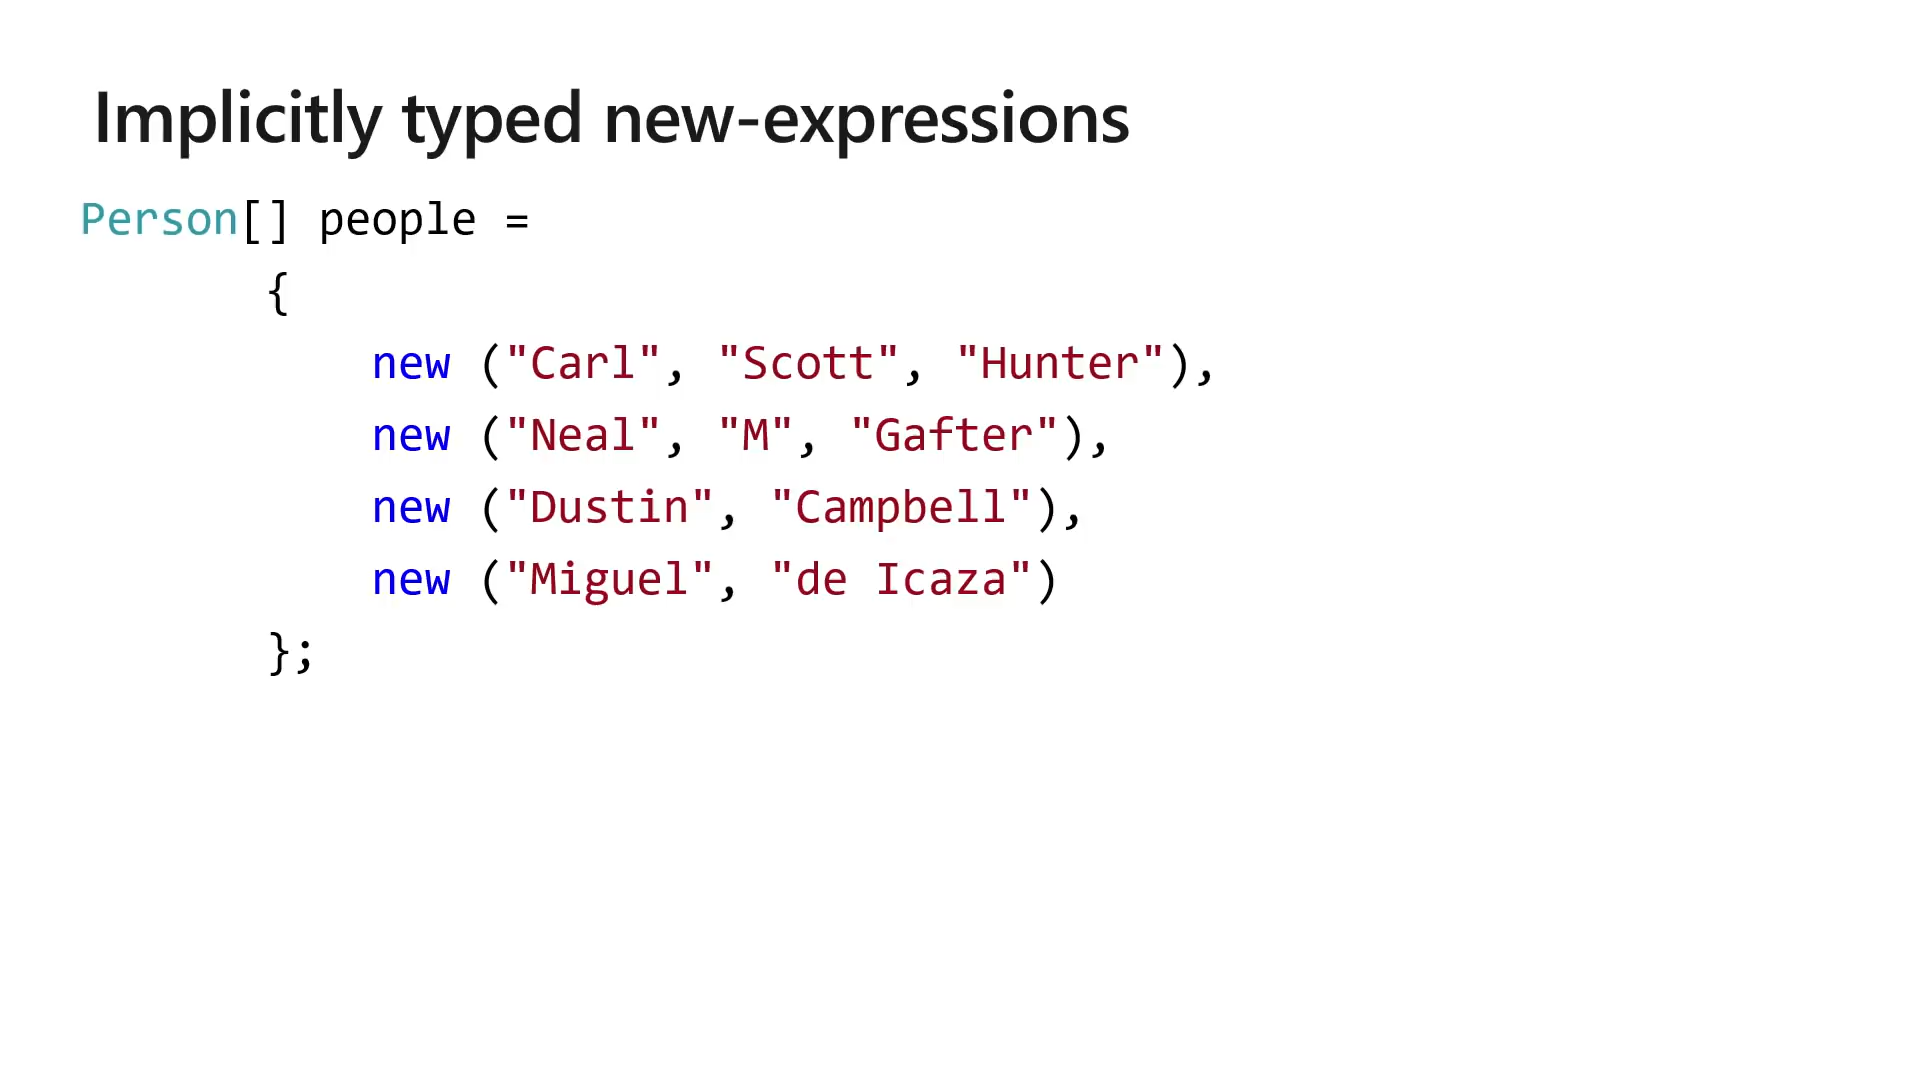 Implicitly typed new-expressions
Person[] people =
{
new ("Carl", "Scott", "Hunter"),
new ("Neal", "M", "Gafter"),
new ("Dustin", "Campbell"),
new ("Miguel", "de Icaza")
};